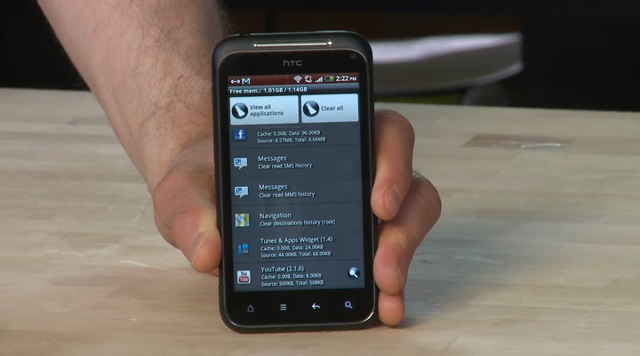 htc
2:22 PM
Free mem.: 1.01GB / 1.14GB
View all applications
Clear all
Cache: 0.00B, Data: 96.00KB
Source: 4.57MB, Total: 4.66MB
Messages
Clear read SMS history
Messages
Clear read MMS history
Navigation
Clear destinations history (root)
Tunes & Apps Widget (1.4)
Cache: 0.00B, Data: 24.00KB
Source: 44.00KB, Total: 68.00KB
YouTube (2.1.6)
Cache: 0.00B, Data: 8.00KB
Source: 500KB, Total: 508KB